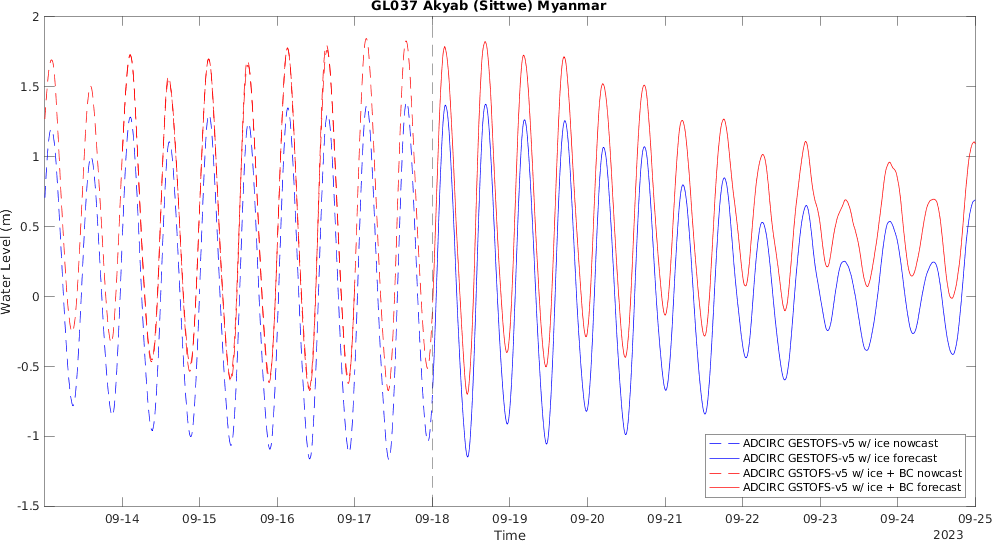 GL037 Akyab (Sittwe) Myanmar
2
1.5
1
0.5
0
-0.5
-1
-1.5
Water Level (m)
09-14 09-15 09-16 09-17 09-18 09-19 09-20 09-21 09-22 09-23 09-24 09-25
Time
2023
ADCIRC GESTOFS-v5 w/ ice nowcast
ADCIRC GESTOFS-v5 w/ ice forecast
ADCIRC GSTOFS-v5 w/ ice + BC nowcast
ADCIRC GSTOFS-v5 w/ ice + BC forecast